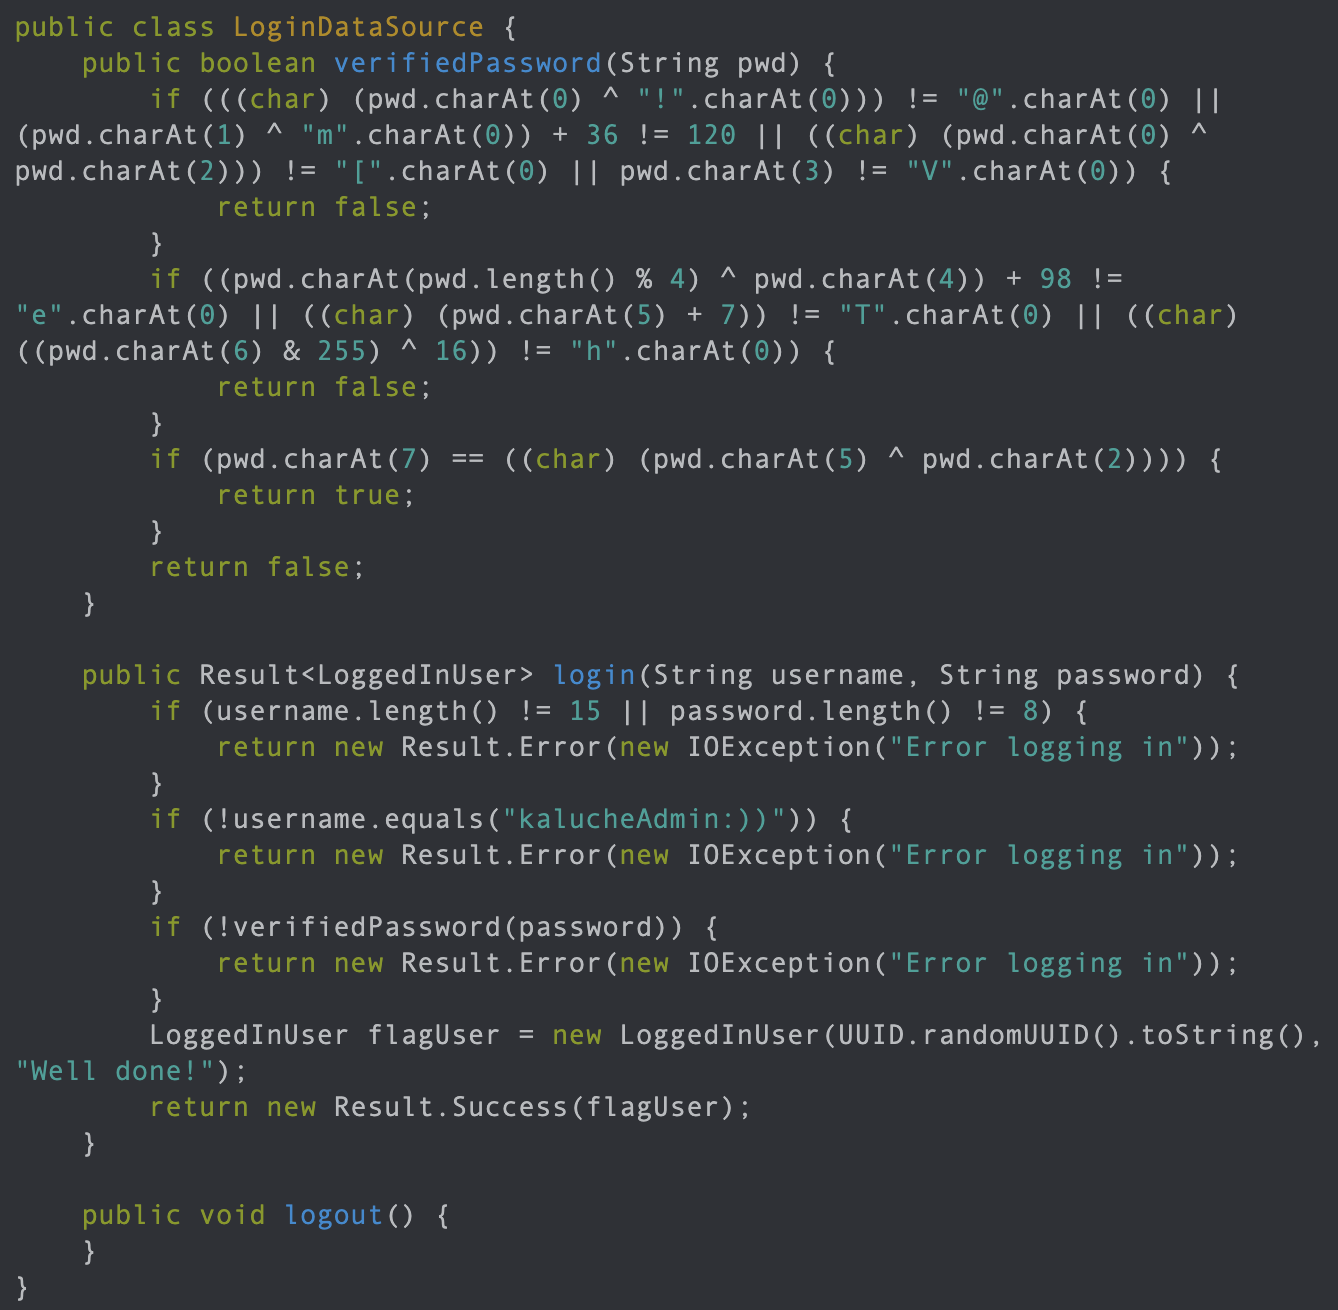 public class LoginDataSource {
    public boolean verifiedPassword(String pwd) {
        if (((char) (pwd.charAt(0) ^ "!".charAt(0))) != "@".charAt(0) ||
(pwd.charAt(1) ^ "m".charAt(0)) + 36 != 120 || ((char) (pwd.charAt(0) ^
pwd.charAt(2))) != "[".charAt(0) || pwd.charAt(3) != "V".charAt(0)) {
            return false;
        }
        if ((pwd.charAt(pwd.length() % 4) ^ pwd.charAt(4)) + 98 !=
"e".charAt(0) || ((char) (pwd.charAt(5) + 7)) != "T".charAt(0) || ((char)
((pwd.charAt(6) & 255) ^ 16)) != "h".charAt(0)) {
            return false;
        }
        if (pwd.charAt(7) == ((char) (pwd.charAt(5) ^ pwd.charAt(2)))) {
            return true;
        }
        return false;
    }

    public Result<LoggedInUser> login(String username, String password) {
        if (username.length() != 15 || password.length() != 8) {
            return new Result.Error(new IOException("Error logging in"));
        }
        if (!username.equals("kalucheAdmin:))")) {
            return new Result.Error(new IOException("Error logging in"));
        }
        if (!verifiedPassword(password)) {
            return new Result.Error(new IOException("Error logging in"));
        }
        LoggedInUser flagUser = new LoggedInUser(UUID.randomUUID().toString(),
"Well done!");
        return new Result.Success(flagUser);
    }

    public void logout() {
    }
}